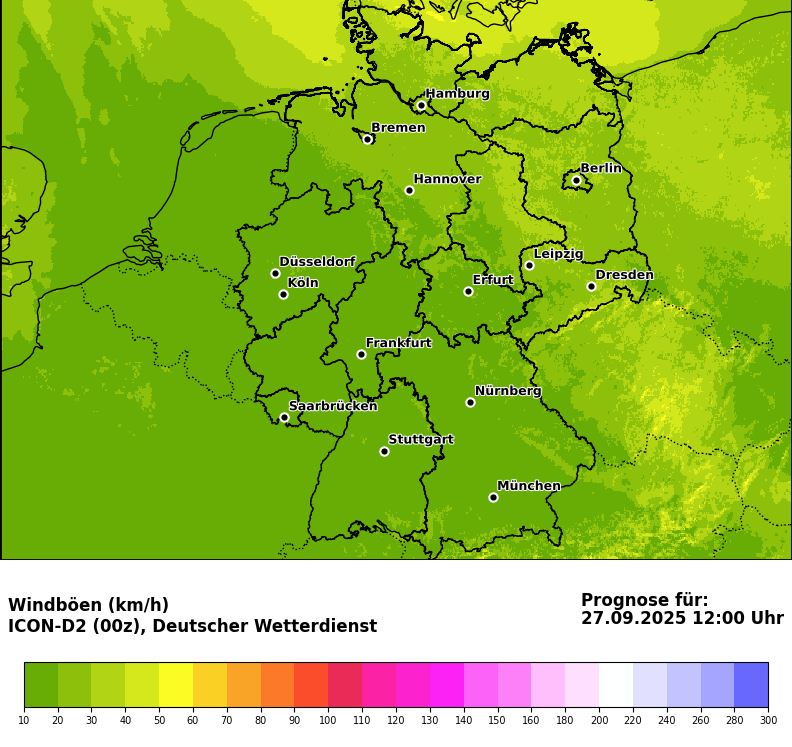 Hamburg
Bremen
Berlin
Hannover
Leipzig
Düsseldorf
Dresden
Köln
Erfurt
Frankfurt
Nürnberg
Saarbrücken
Stuttgart
München
Windböen (km/h)
ICON-D2 (00z), Deutscher Wetterdienst
Prognose für:
27.09.2025 12:00 Uhr
10 20 30 40 50 60 70 80 90 100 110 120 130 140 150 160 180 200 220 240 260 280 300